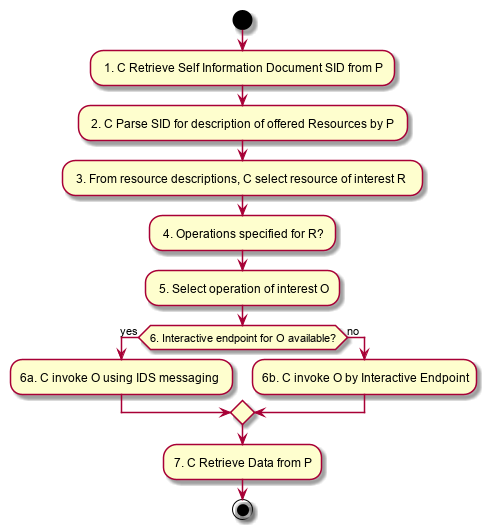 1. C Retrieve Self Information Document SID from P
2. C Parse SID for description of offered Resources by P
3. From resource descriptions, C select resource of interest R
4. Operations specified for R?
5. Select operation of interest O
yes
6. Interactive endpoint for O available?
no
6a. C invoke O using IDS messaging
6b. C invoke O by Interactive Endpoint
7. C Retrieve Data from P